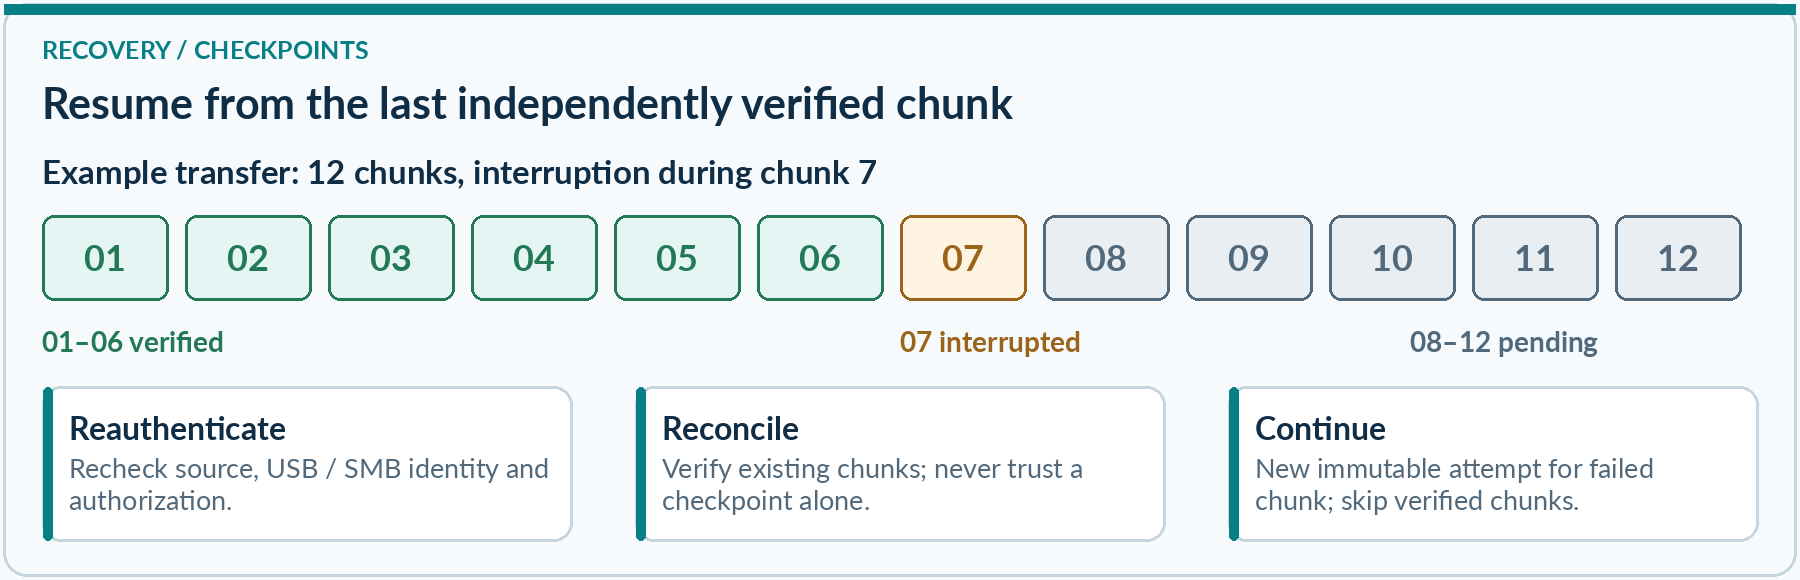 RECOVERY / CHECKPOINTS
Resume from the last independently verified chunk
Example transfer: 12 chunks, interruption during chunk 7
01 02 03 04 05 06 07 08 09 10 11 12
01–06 verified 07 interrupted 08–12 pending
Reauthenticate
Recheck source, USB / SMB identity and
authorization.
Reconcile
Verify existing chunks; never trust a
checkpoint alone.
Continue
New immutable attempt for failed
chunk; skip verified chunks.